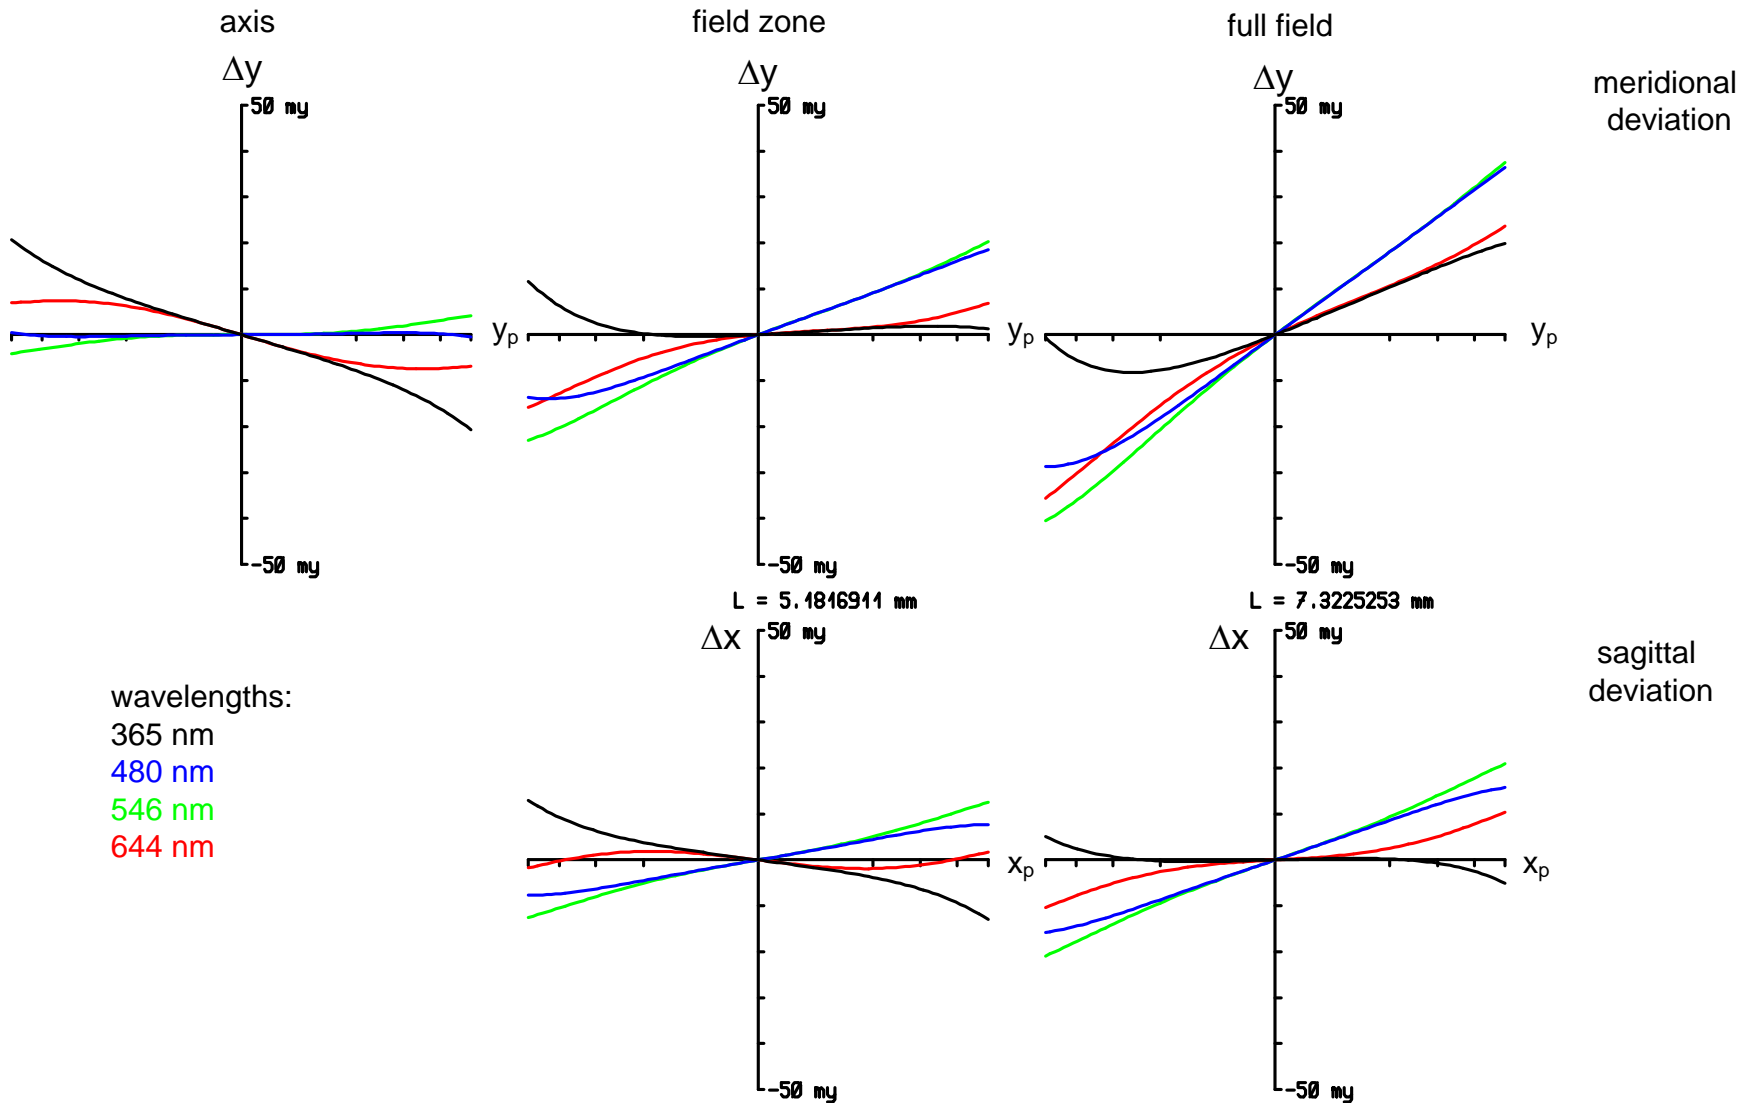 axis
field zone
full field
Δy
Δy
Δy
meridional
deviation
50 my
50 my
50 my
yₚ
yₚ
yₚ
-50 my
-50 my
-50 my
L = 5.1816911 mm
L = 7.3225253 mm
Δx
50 my
Δx
50 my
sagittal
deviation
wavelengths:
365 nm
480 nm
546 nm
644 nm
xₚ
xₚ
-50 my
-50 my